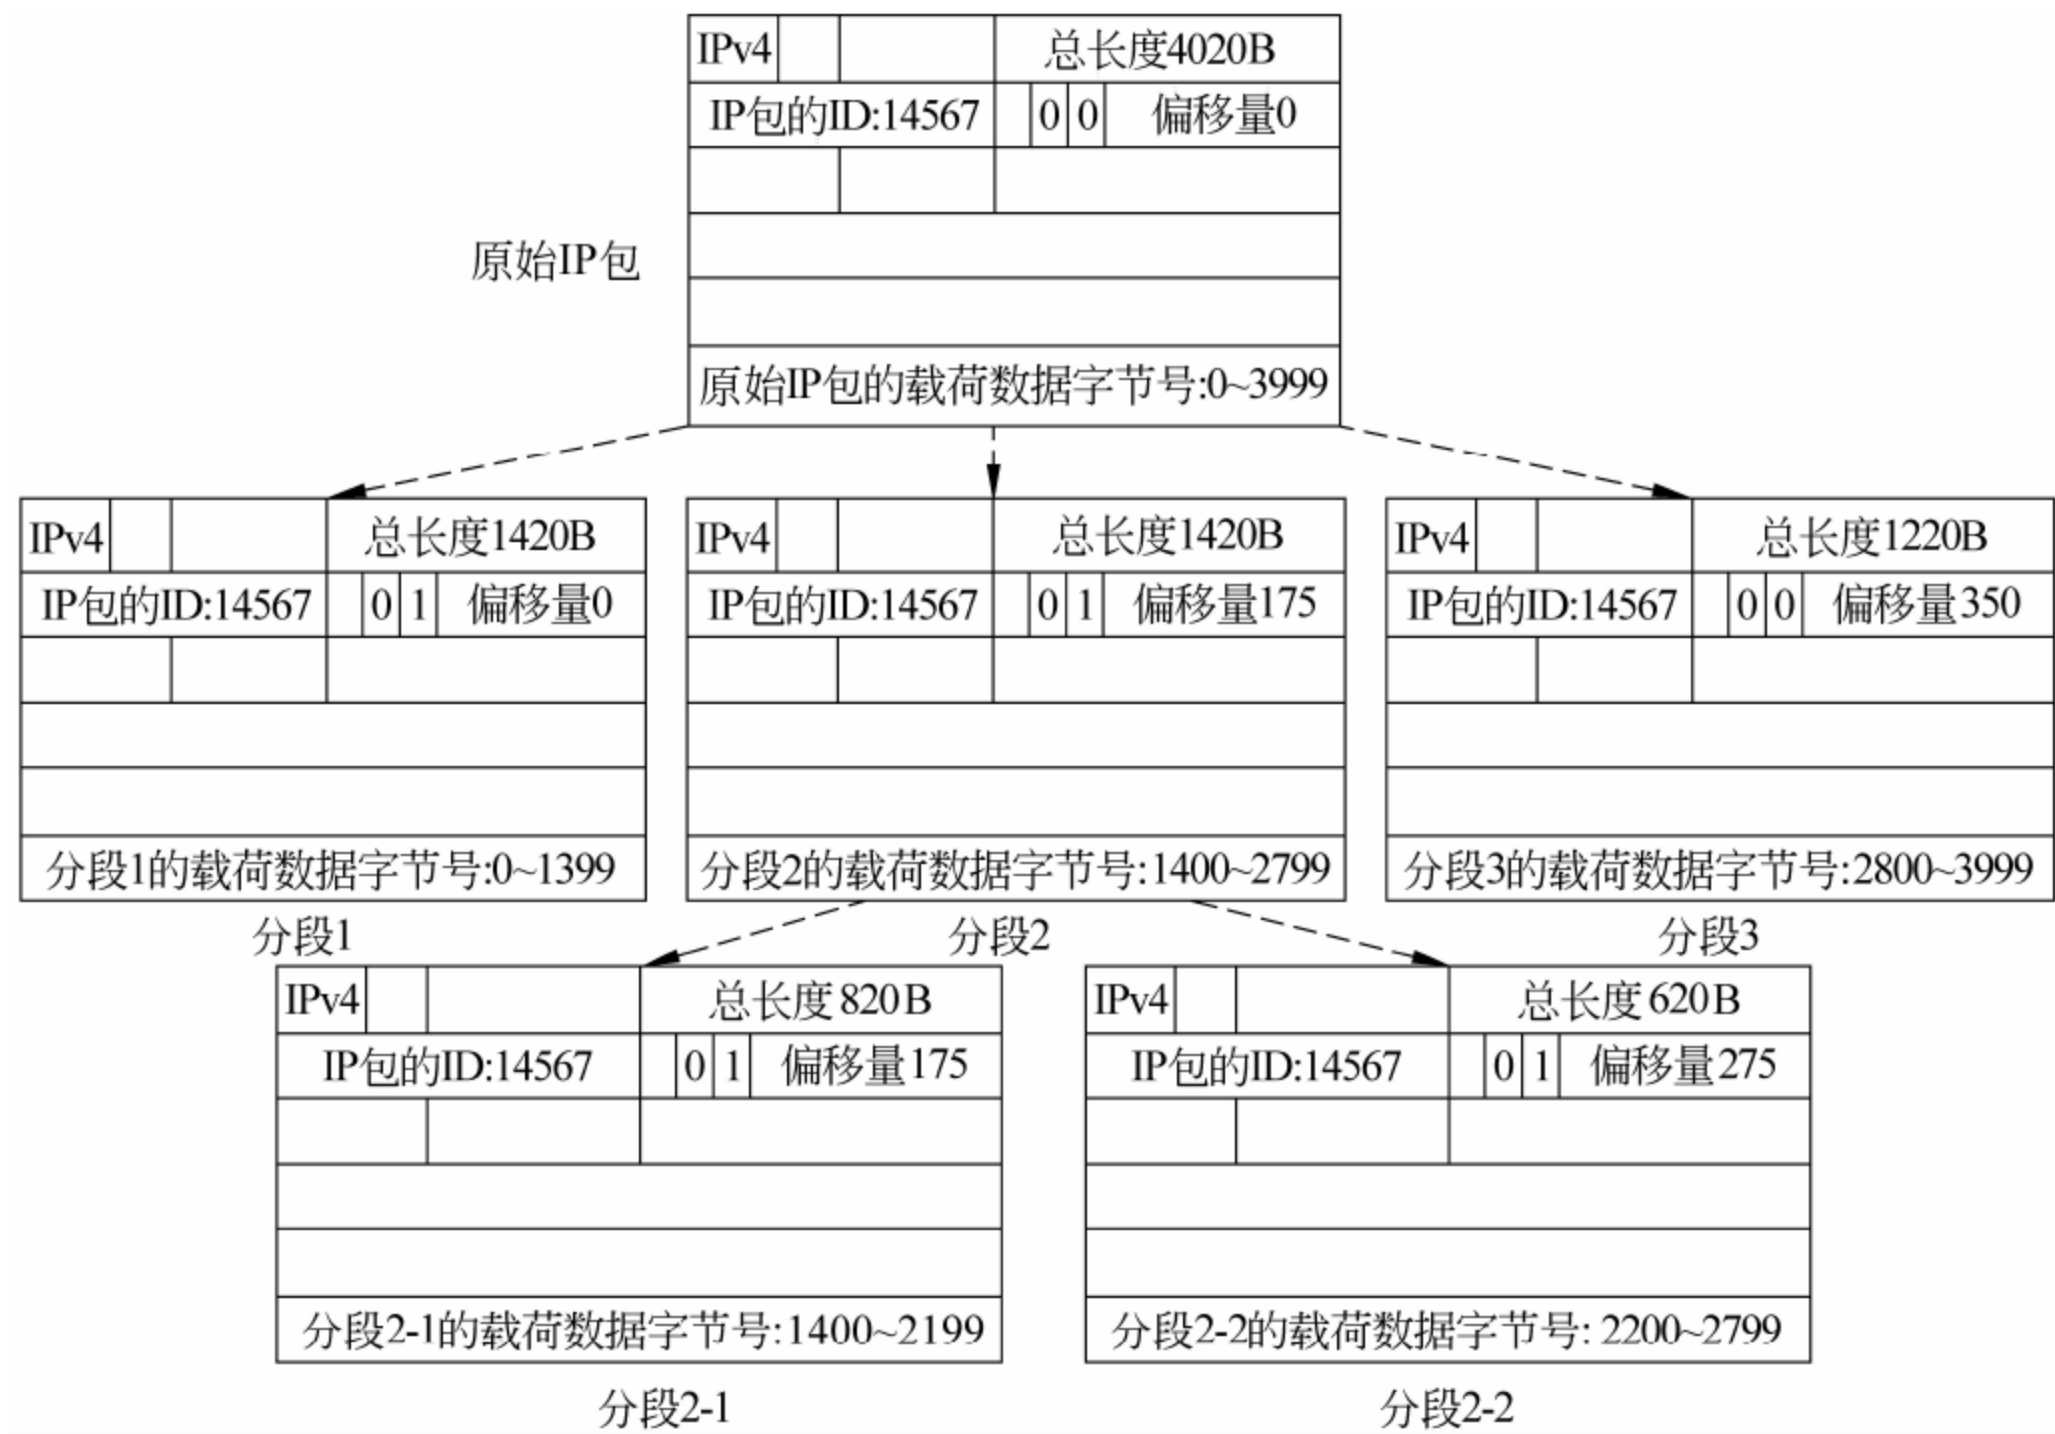 IPv4 总长度4020B
IP包的ID:14567 0 0 偏移量0
原始IP包
原始IP包的载荷数据字节号:0~3999
IPv4 总长度1420B
IP包的ID:14567 0 1 偏移量0
分段1的载荷数据字节号:0~1399
分段1
IPv4 总长度1420B
IP包的ID:14567 0 1 偏移量175
分段2的载荷数据字节号:1400~2799
分段2
IPv4 总长度1220B
IP包的ID:14567 0 0 偏移量350
分段3的载荷数据字节号:2800~3999
分段3
IPv4 总长度820B
IP包的ID:14567 0 1 偏移量175
分段2-1的载荷数据字节号:1400~2199
分段2-1
IPv4 总长度620B
IP包的ID:14567 0 1 偏移量275
分段2-2的载荷数据字节号:2200~2799
分段2-2